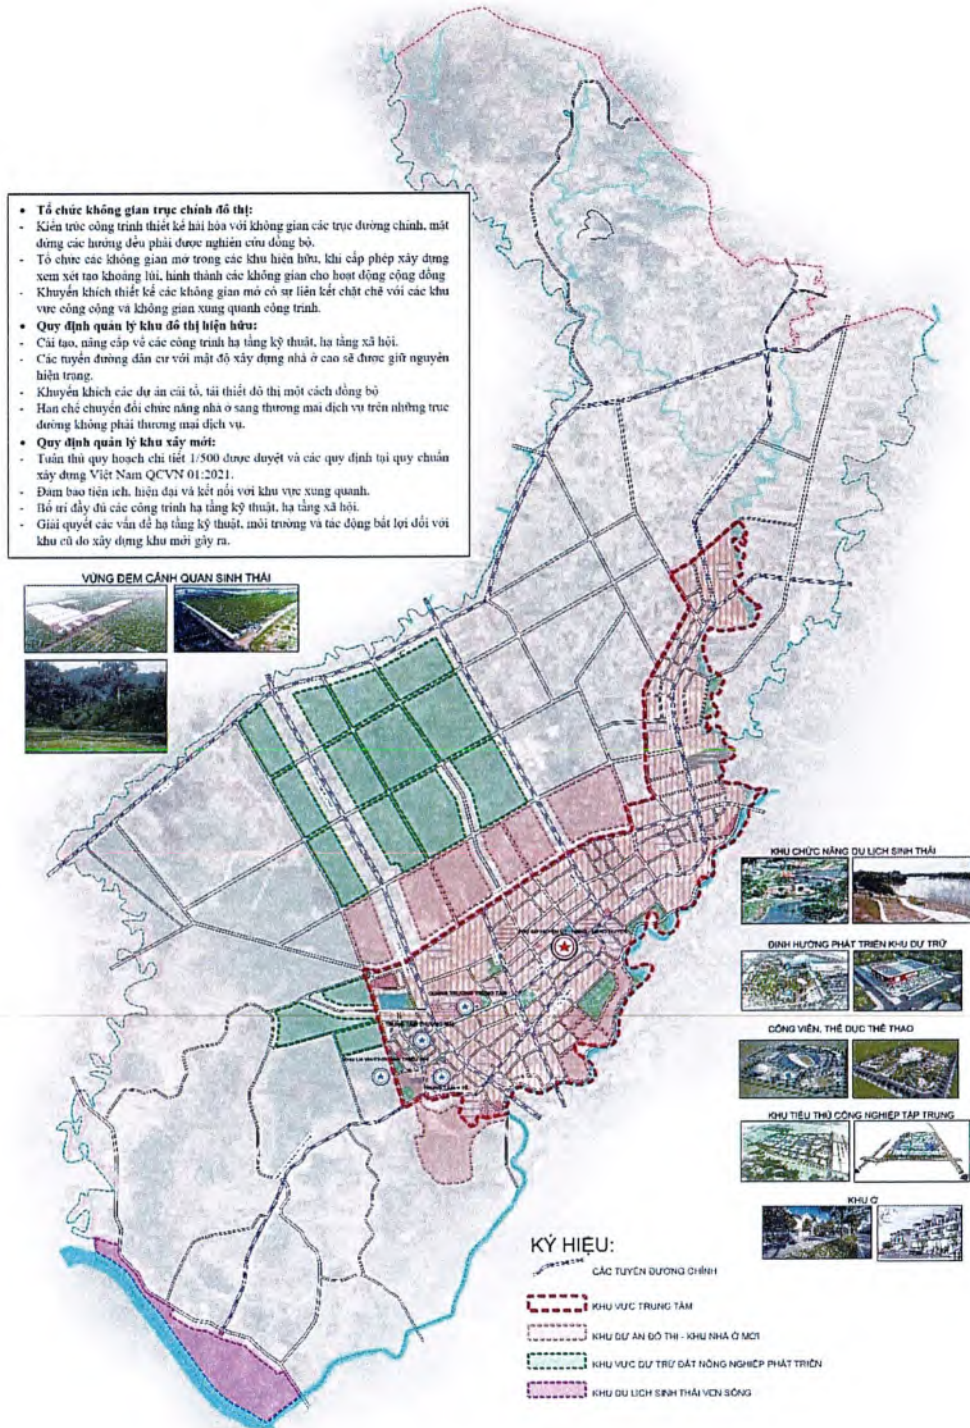 • Tổ chức không gian trục chính đô thị:
- Kiến trúc công trình thiết kế hài hòa với không gian các trục đường chính, mặt
đứng các hướng đều phải được nghiên cứu đồng bộ.
- Tổ chức các không gian mở trong các khu hiện hữu, khi cấp phép xây dựng
xem xét tạo khoảng lùi, hình thành các không gian cho hoạt động cộng đồng
- Khuyến khích thiết kế các không gian mở có sự liên kết chặt chẽ với các khu
vực công cộng và không gian xung quanh công trình.
• Quy định quản lý khu đô thị hiện hữu:
- Cải tạo, nâng cấp về các công trình hạ tầng kỹ thuật, hạ tầng xã hội.
- Các tuyến đường dân cư với mật độ xây dựng nhà ở cao sẽ được giữ nguyên
hiện trạng.
- Khuyến khích các dự án cải tổ, tái thiết đô thị một cách đồng bộ
- Hạn chế chuyển đổi chức năng nhà ở sang thương mại dịch vụ trên những trục
đường không phải thương mại dịch vụ.
• Quy định quản lý khu xây mới:
- Tuân thủ quy hoạch chi tiết 1/500 được duyệt và các quy định tại quy chuẩn
xây dựng Việt Nam QCVN 01:2021.
- Đảm bảo tiện ích, hiện đại và kết nối với khu vực xung quanh.
- Bố trí đầy đủ các công trình hạ tầng kỹ thuật, hạ tầng xã hội.
- Giải quyết các vấn đề hạ tầng kỹ thuật, môi trường và tác động bất lợi đối với
khu cũ do xây dựng khu mới gây ra.
VÙNG ĐỆM CẢNH QUAN SINH THÁI
KHU CHỨC NĂNG DU LỊCH SINH THÁI
ĐỊNH HƯỚNG PHÁT TRIỂN KHU DỰ TRỮ
CÔNG VIÊN, THỂ DỤC THỂ THAO
KHU TIỂU THỦ CÔNG NGHIỆP TẬP TRUNG
KHU Ở
QUẢNG TRƯỜNG TRUNG TÂM
KÝ HIỆU:
CÁC TUYẾN ĐƯỜNG CHÍNH
KHU VỰC TRUNG TÂM
KHU DỰ ÁN ĐÔ THỊ - KHU NHÀ Ở MỚI
KHU VỰC DỰ TRỮ ĐẤT NÔNG NGHIỆP PHÁT TRIỂN
KHU DU LỊCH SINH THÁI VEN SÔNG